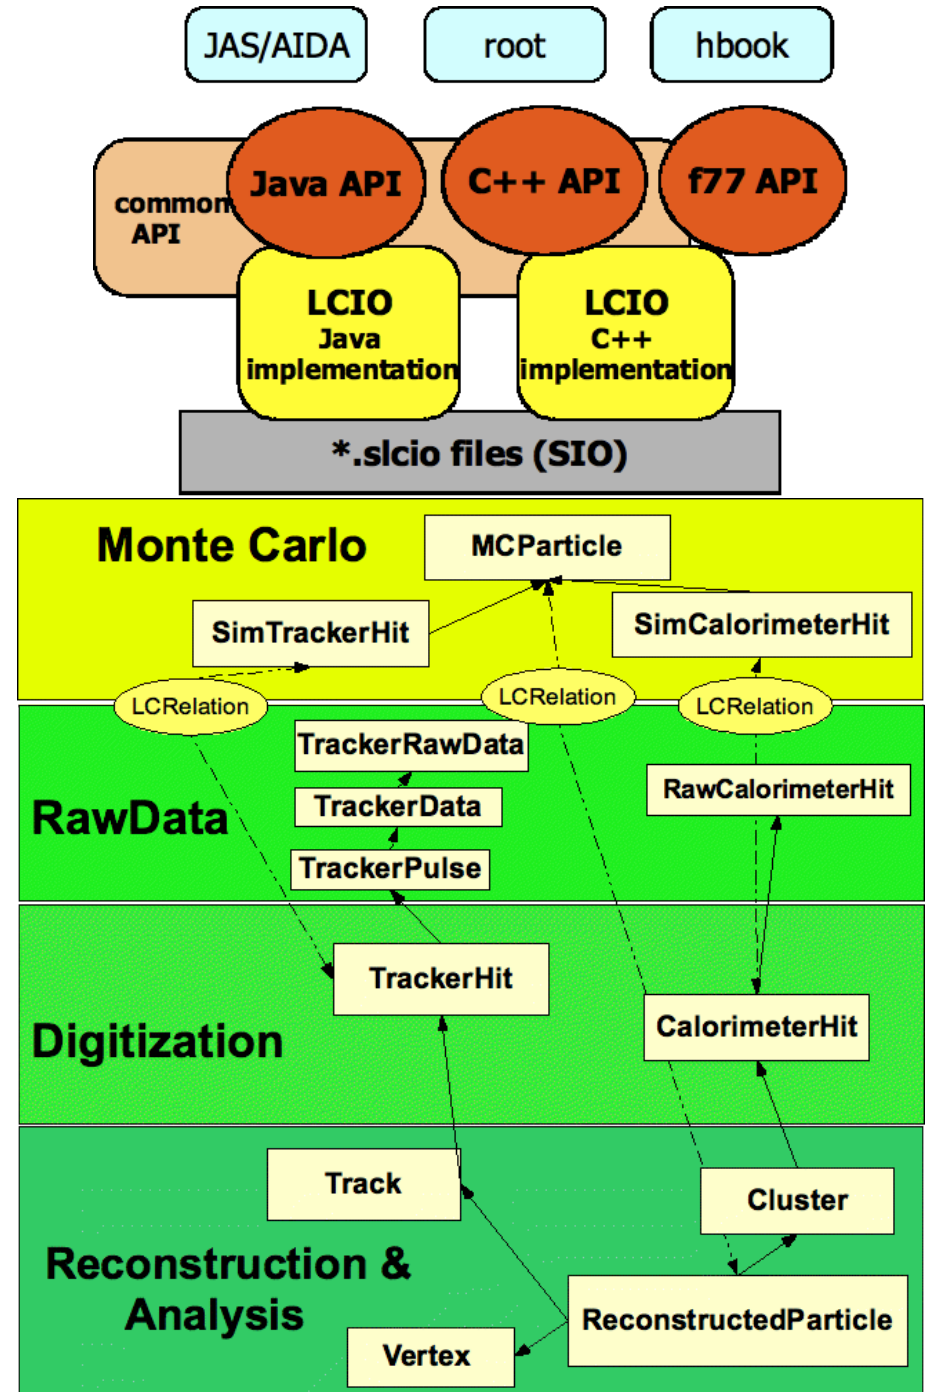 JAS/AIDA
root
hbook
Java API
C++ API
f77 API
common
API
LCIO
Java
implementation
LCIO
C++
implementation
*.slcio files (SIO)
Monte Carlo
MCParticle
SimTrackerHit
SimCalorimeterHit
LCRelation
LCRelation
LCRelation
TrackerRawData
RawData
TrackerData
RawCalorimeterHit
TrackerPulse
TrackerHit
Digitization
CalorimeterHit
Track
Cluster
Reconstruction &
Analysis
ReconstructedParticle
Vertex